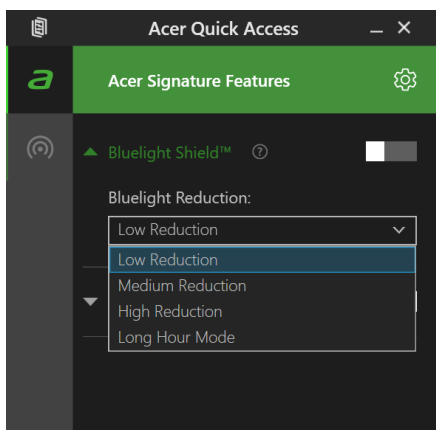 Acer Quick Access
Acer Signature Features
Bluelight Shield™
Bluelight Reduction:
Low Reduction
Low Reduction
Medium Reduction
High Reduction
Long Hour Mode